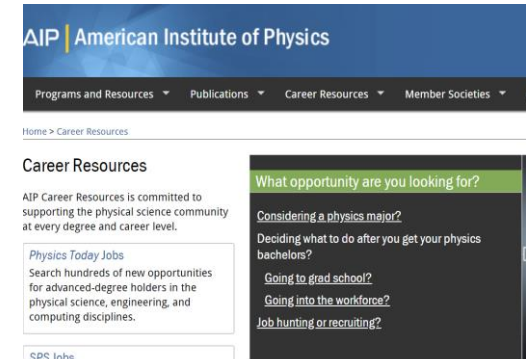 AIP | American Institute of Physics
Programs and Resources Publications Career Resources Member Societies
Home > Career Resources
Career Resources
AIP Career Resources is committed to
supporting the physical science community
at every degree and career level.
Physics Today Jobs
Search hundreds of new opportunities
for advanced-degree holders in the
physical science, engineering, and
computing disciplines.
SPS Jobs
What opportunity are you looking for?
Considering a physics major?
Deciding what to do after you get your physics
bachelors?
Going to grad school?
Going into the workforce?
Job hunting or recruiting?